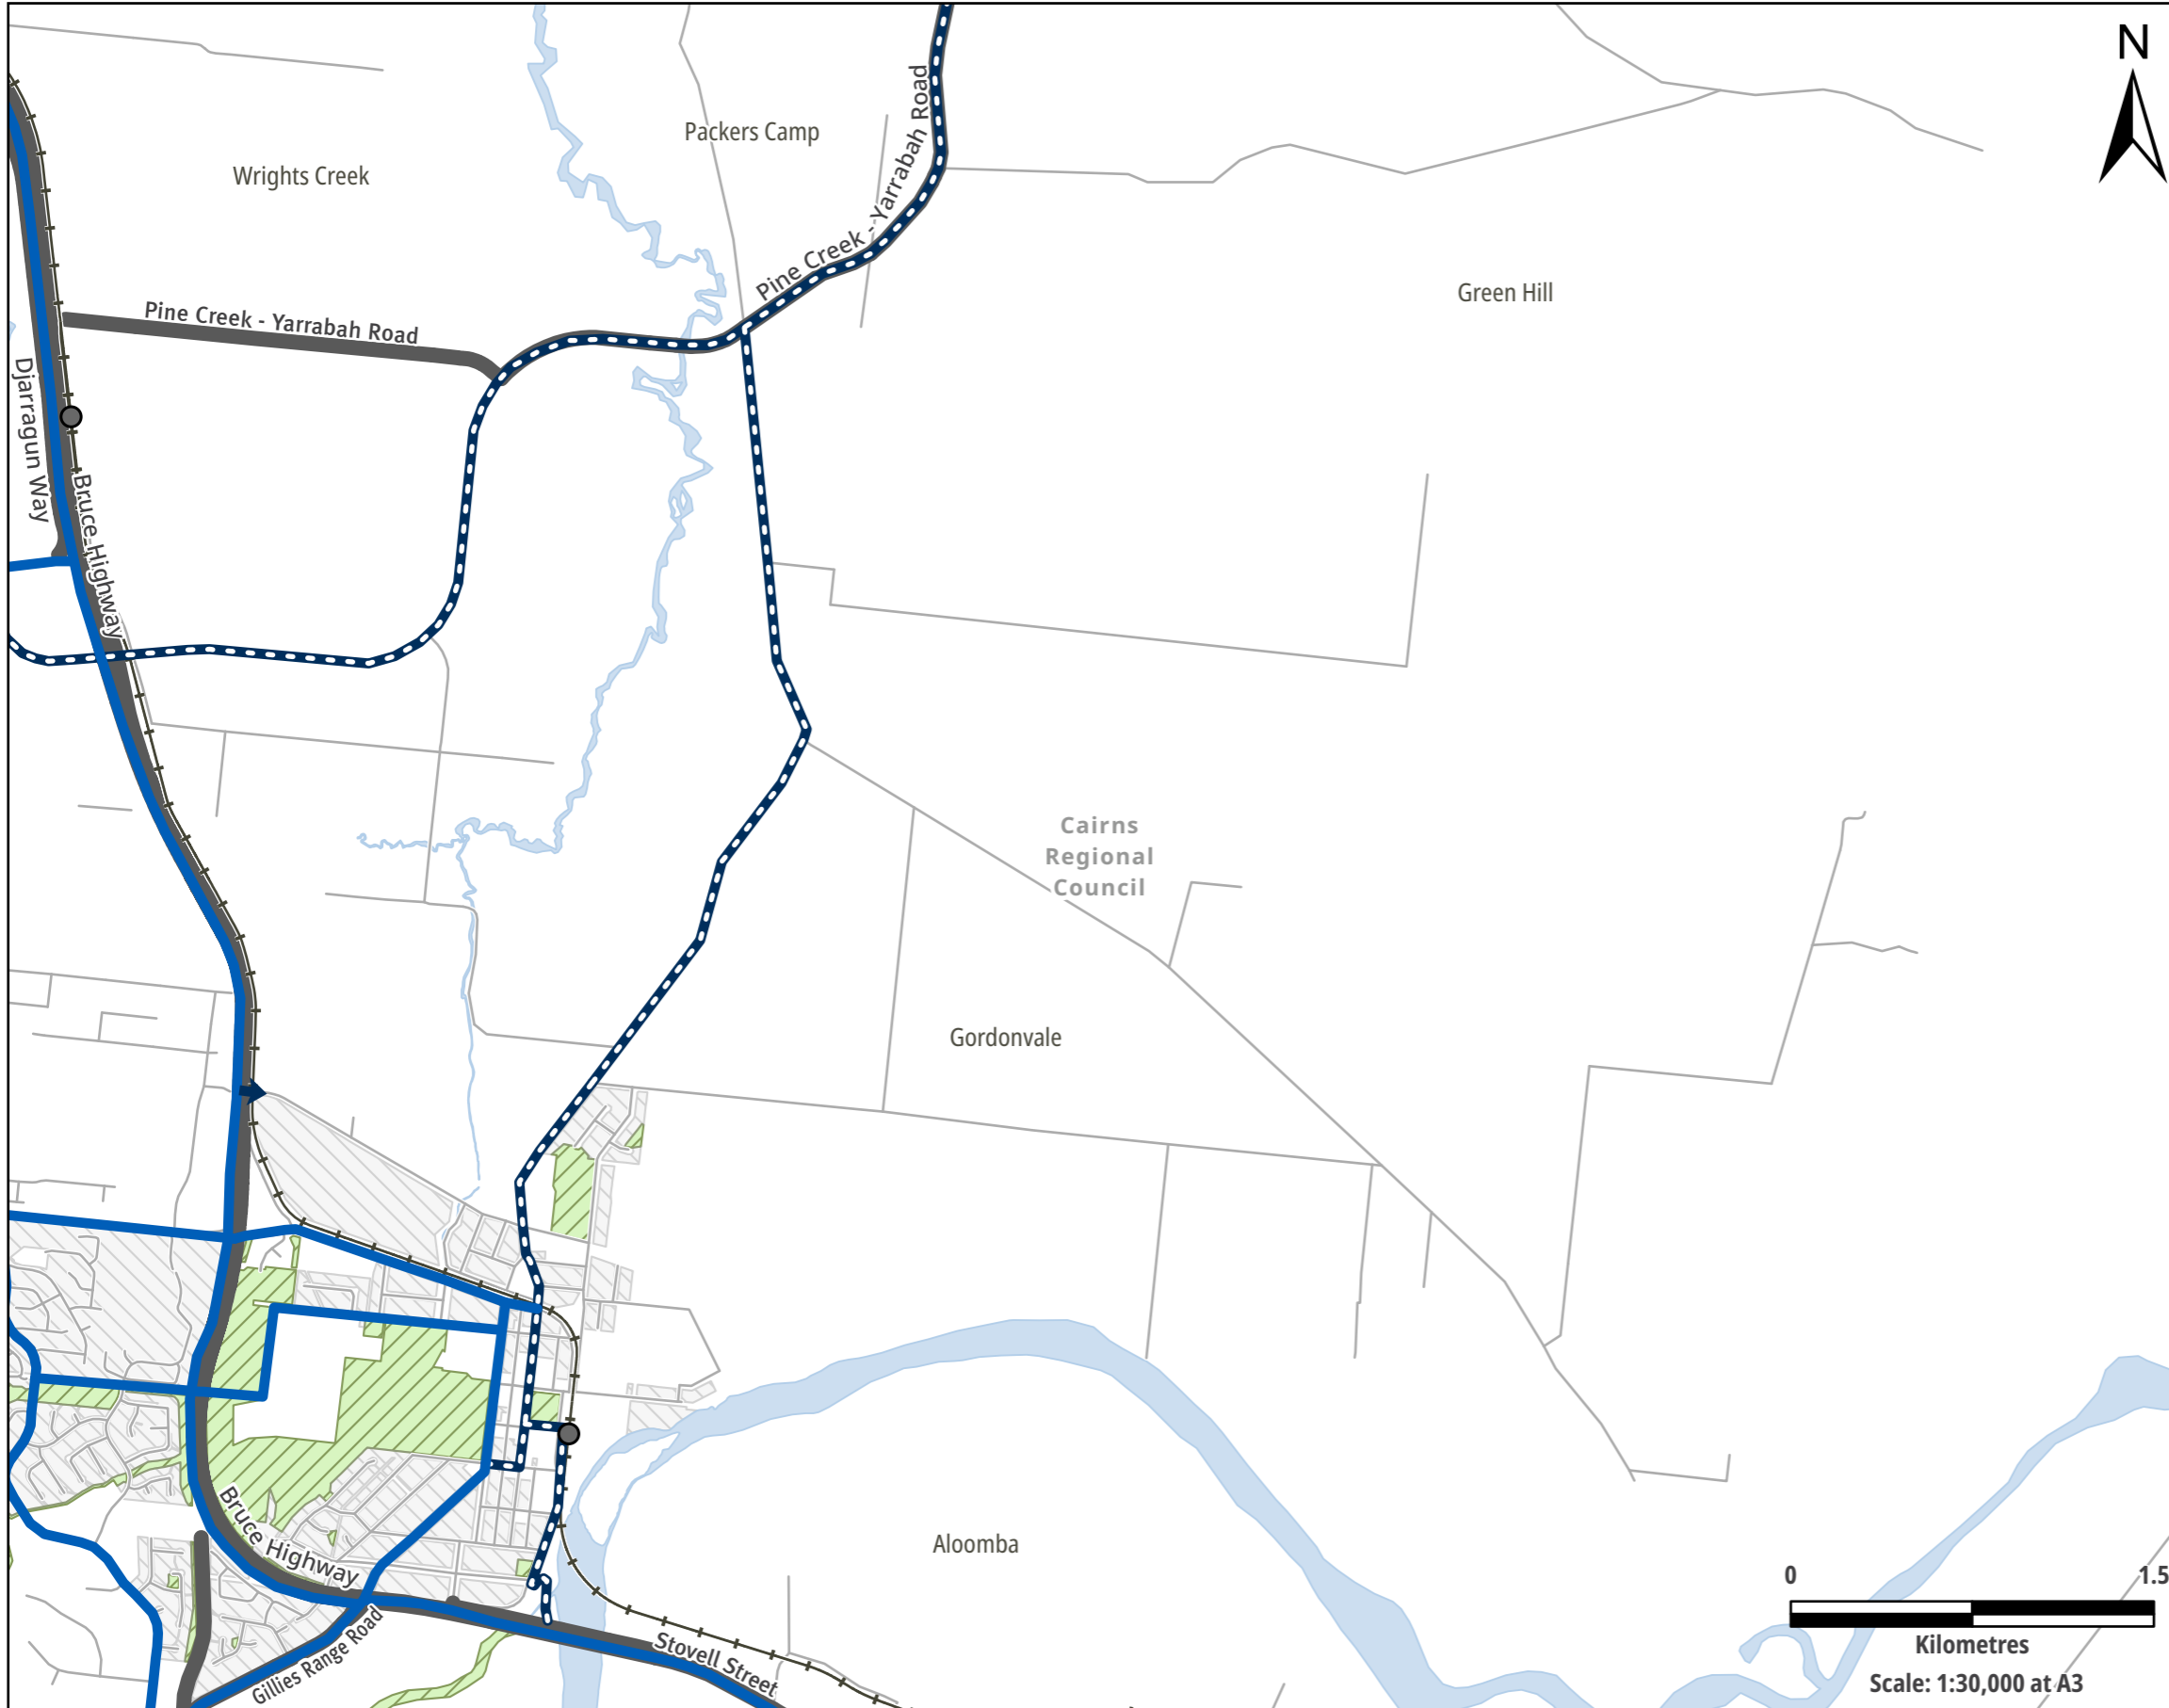 N
Packers Camp
Wrights Creek
Pine Creek - Yarrabah Road
Green Hill
Pine Creek - Yarrabah Road
Djarragun Way
Bruce Highway
Cairns
Regional
Council
Gordonvale
Bruce Highway
Aloomba
Gillies Range Road
Stovell Street
0 1.5
Kilometres
Scale: 1:30,000 at A3